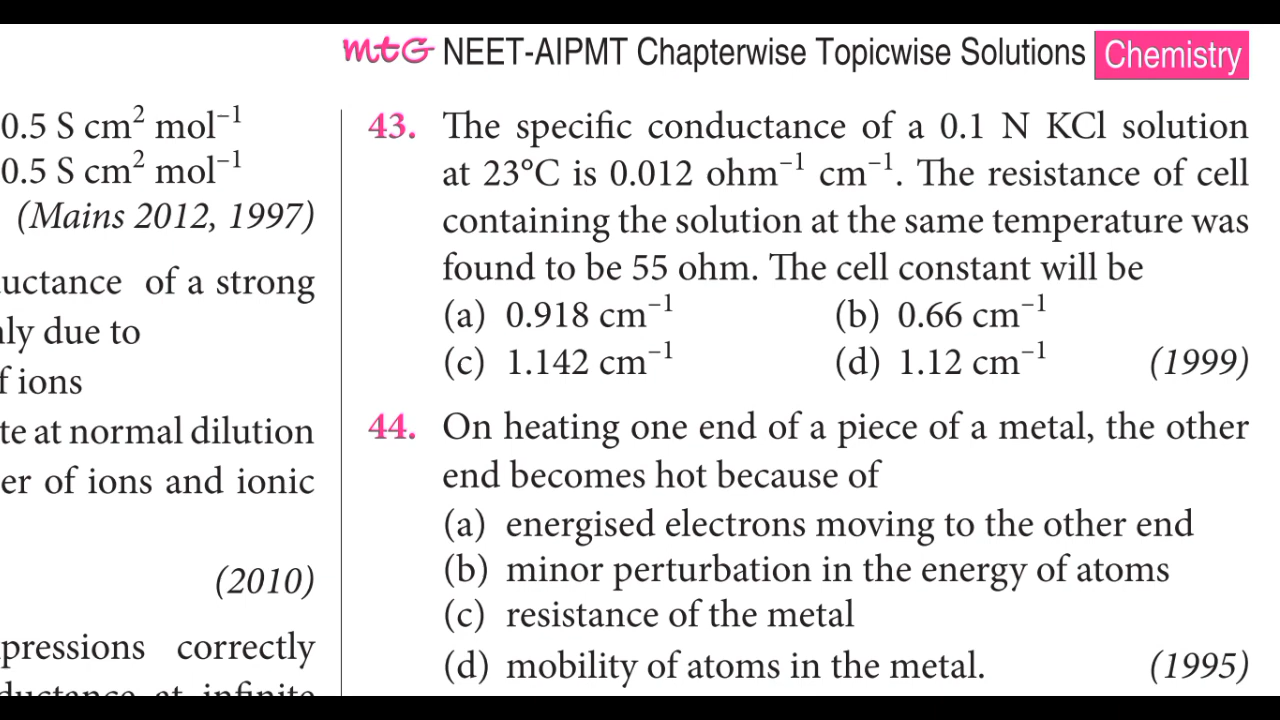 mtG NEET-AIPMT Chapterwise Topicwise Solutions Chemistry
0.5 S cm² mol⁻¹
0.5 S cm² mol⁻¹
(Mains 2012, 1997)
uctance of a strong
ly due to
f ions
te at normal dilution
er of ions and ionic
(2010)
pressions correctly
ductance at infinite
43. The specific conductance of a 0.1 N KCl solution
at 23°C is 0.012 ohm⁻¹ cm⁻¹. The resistance of cell
containing the solution at the same temperature was
found to be 55 ohm. The cell constant will be
(a) 0.918 cm⁻¹ (b) 0.66 cm⁻¹
(c) 1.142 cm⁻¹ (d) 1.12 cm⁻¹ (1999)
44. On heating one end of a piece of a metal, the other
end becomes hot because of
(a) energised electrons moving to the other end
(b) minor perturbation in the energy of atoms
(c) resistance of the metal
(d) mobility of atoms in the metal. (1995)